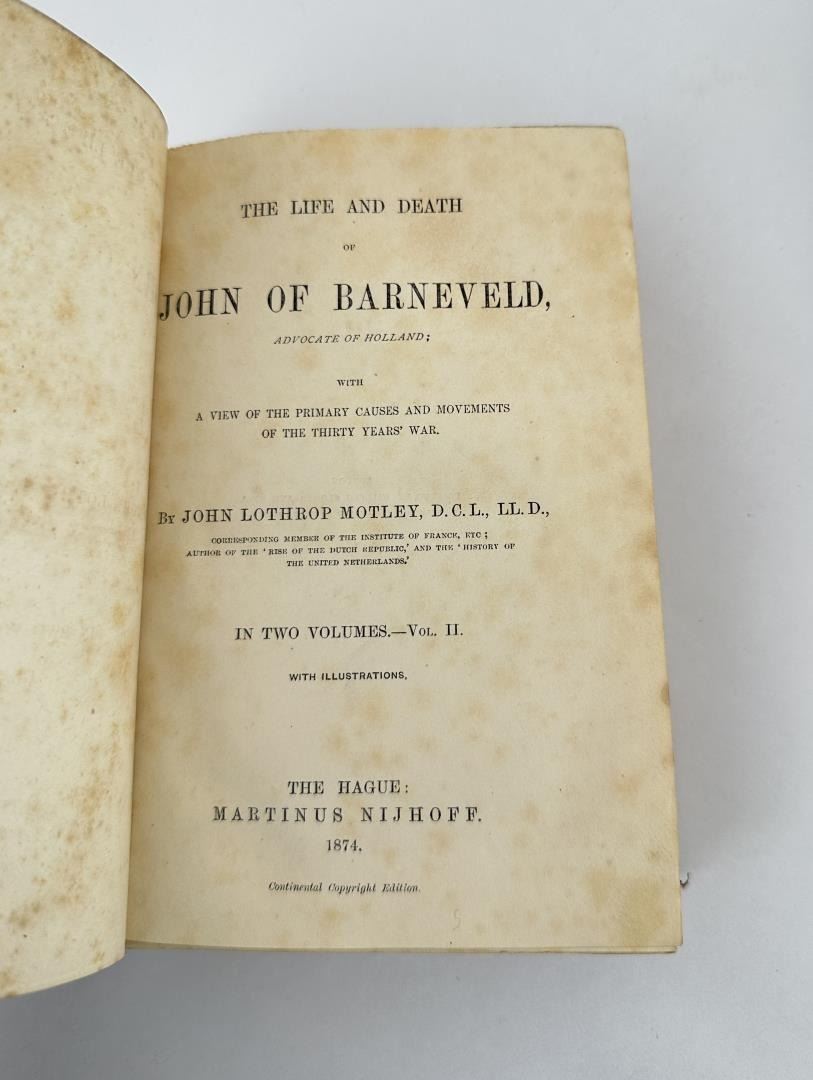 THE LIFE AND DEATH
OF
JOHN OF BARNEVELD,
ADVOCATE OF HOLLAND;
WITH
A VIEW OF THE PRIMARY CAUSES AND MOVEMENTS
OF THE THIRTY YEARS' WAR.
BY JOHN LOTHROP MOTLEY, D.C.L., LL.D.,
CORRESPONDING MEMBER OF THE INSTITUTE OF FRANCE, ETC;
AUTHOR OF THE 'RISE OF THE DUTCH REPUBLIC,' AND THE 'HISTORY OF
THE UNITED NETHERLANDS.'
IN TWO VOLUMES.—VOL. II.
WITH ILLUSTRATIONS.
THE HAGUE:
MARTINUS NIJHOFF.
1874.
Continental Copyright Edition.